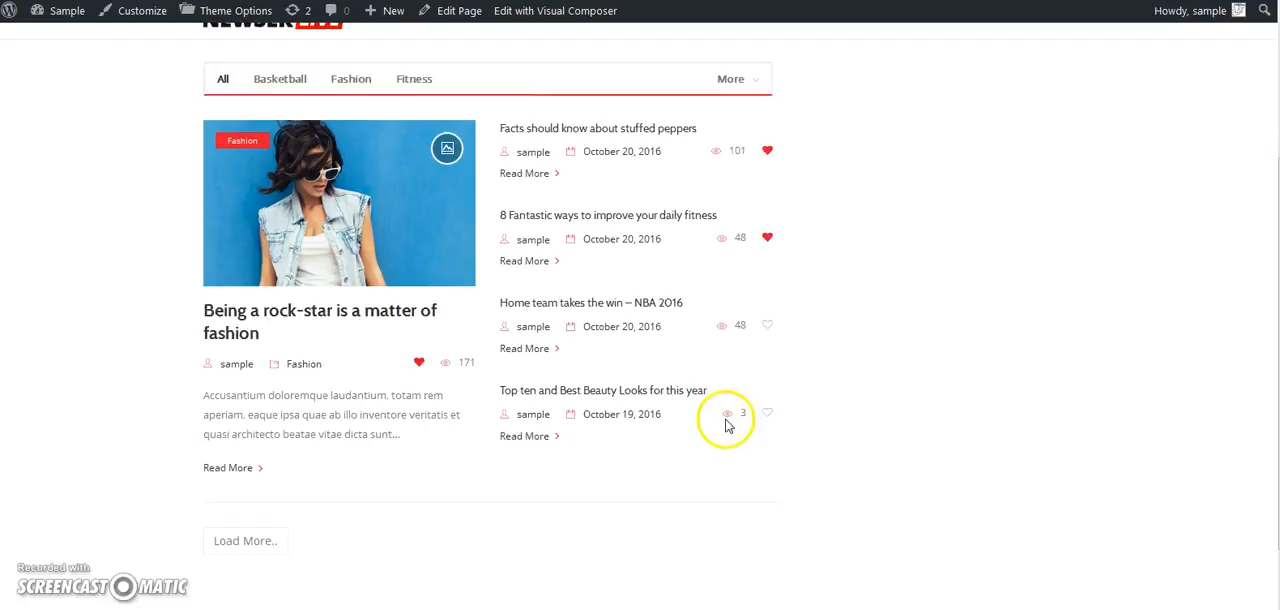 Sample Customize Theme Options 2 0 New Edit Page Edit with Visual Composer Howdy, sample
NEWSER LIVE
All Basketball Fashion Fitness More
Fashion
Being a rock-star is a matter of
fashion
sample Fashion 171
Accusantium doloremque laudantium, totam rem
aperiam, eaque ipsa quae ab illo inventore veritatis et
quasi architecto beatae vitae dicta sunt...
Read More
Facts should know about stuffed peppers
sample October 20, 2016 101
Read More
8 Fantastic ways to improve your daily fitness
sample October 20, 2016 48
Read More
Home team takes the win – NBA 2016
sample October 20, 2016 48
Read More
Top ten and Best Beauty Looks for this year
sample October 19, 2016 3
Read More
Load More..
Recorded with
SCREENCAST-O-MATIC